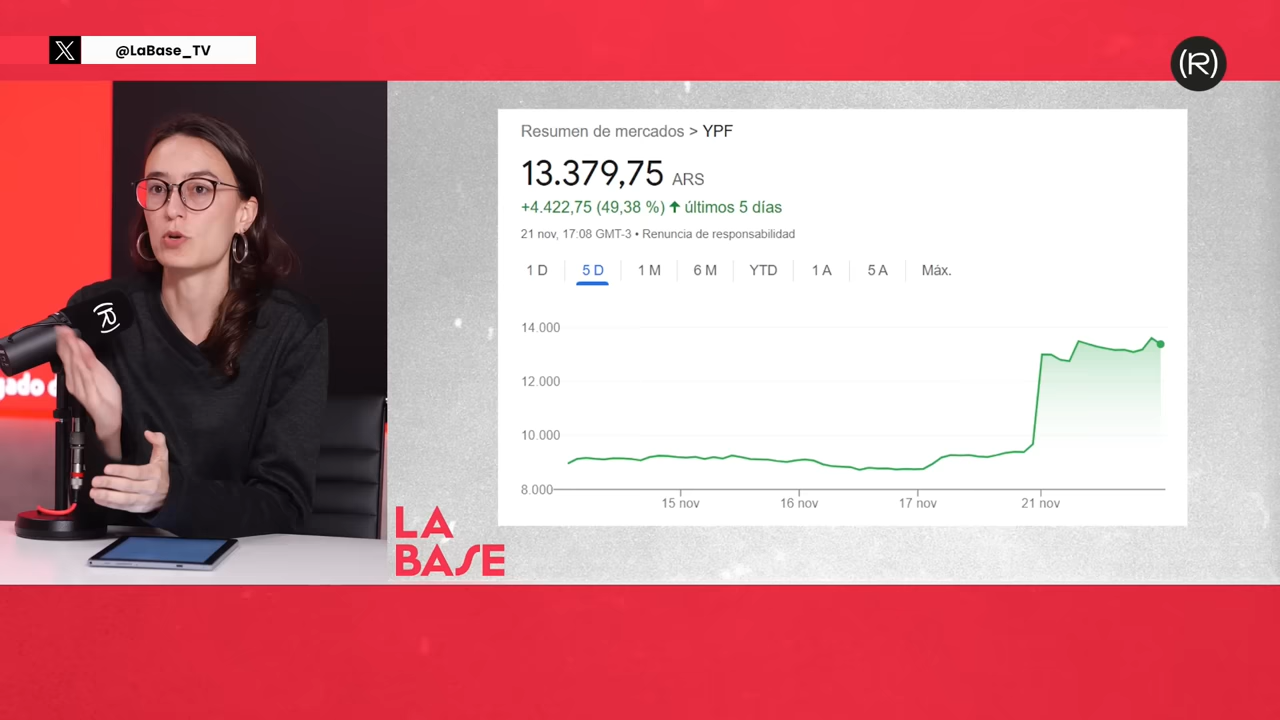 @LaBase_TV
(R)
Resumen de mercados > YPF
13.379,75 ARS
+4.422,75 (49,38 %) ↑ últimos 5 días
21 nov, 17:08 GMT-3 • Renuncia de responsabilidad
1 D 5 D 1 M 6 M YTD 1 A 5 A Máx.
14.000
12.000
10.000
8.000
15 nov 16 nov 17 nov 21 nov
(R)
LA
BASE